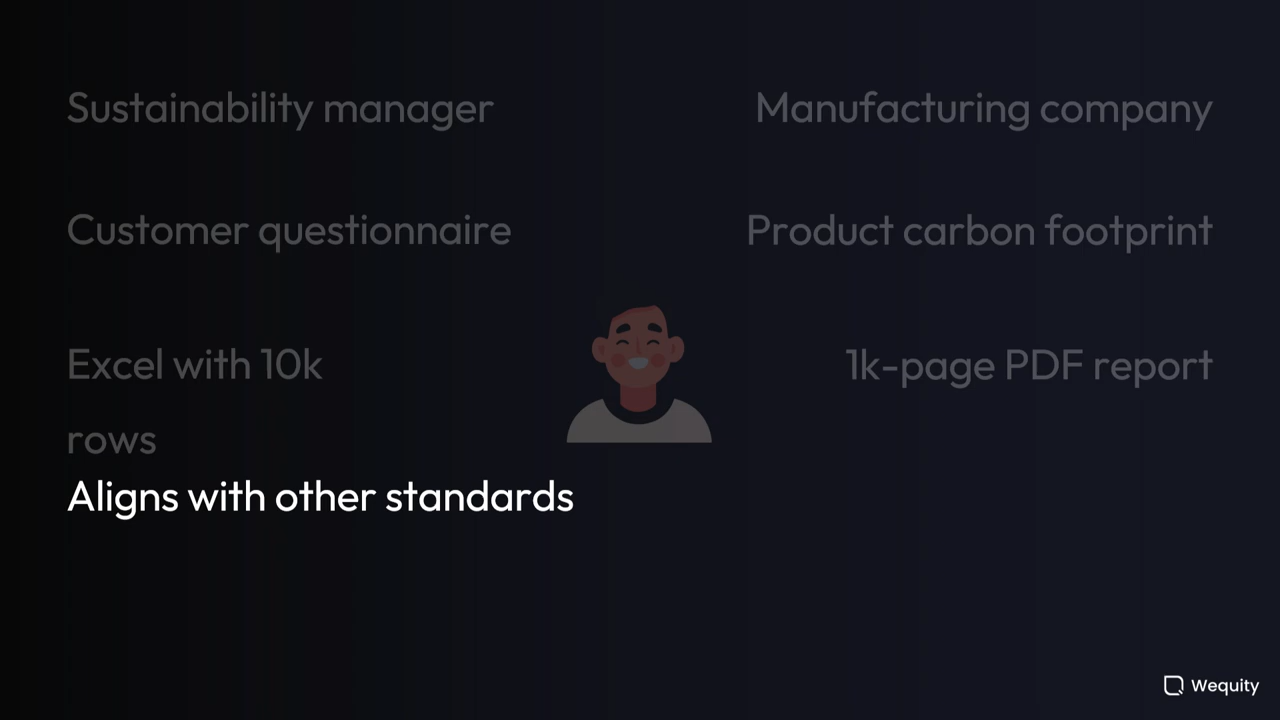 Sustainability manager
Manufacturing company
Customer questionnaire
Product carbon footprint
Excel with 10k
1k-page PDF report
rows
Aligns with other standards
Wequity